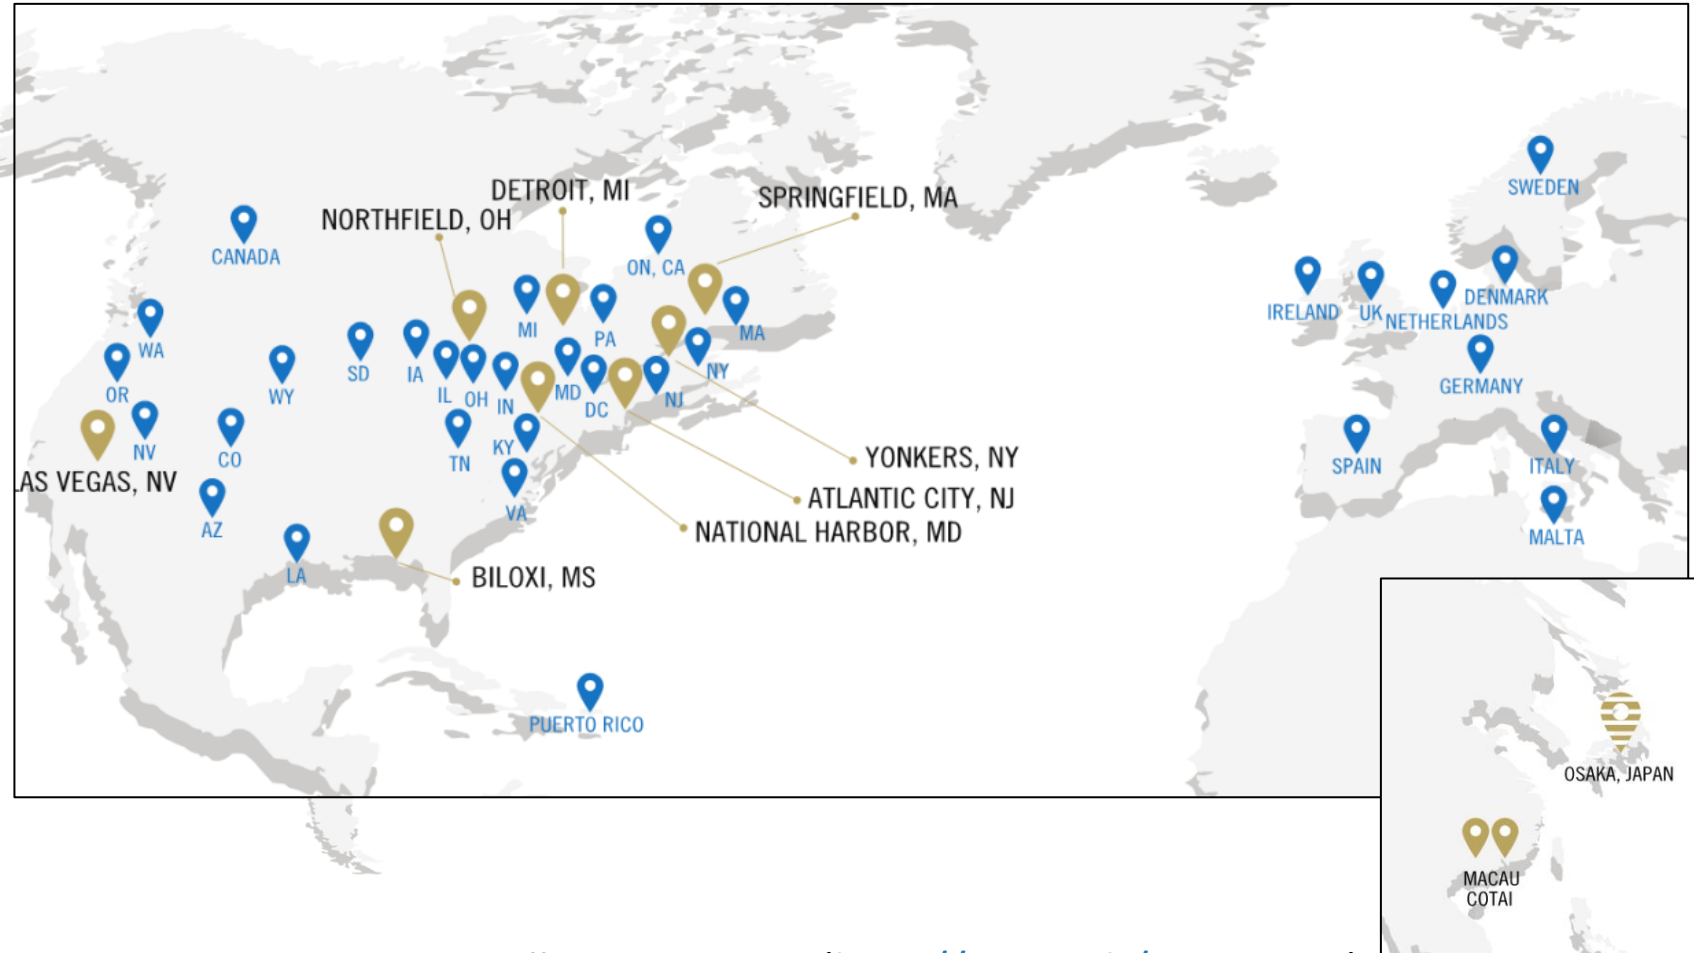 DETROIT, MI
SPRINGFIELD, MA
NORTHFIELD, OH
CANADA
ON, CA
SWEDEN
MI
PA
MA
IRELAND
UK
NETHERLANDS
DENMARK
WA
OR
WY
SD
IA
IL
OH
IN
MD
DC
NJ
NY
GERMANY
NV
CO
TN
KY
YONKERS, NY
SPAIN
ITALY
AS VEGAS, NV
ATLANTIC CITY, NJ
AZ
VA
NATIONAL HARBOR, MD
MALTA
LA
BILOXI, MS
PUERTO RICO
OSAKA, JAPAN
MACAU
COTAI